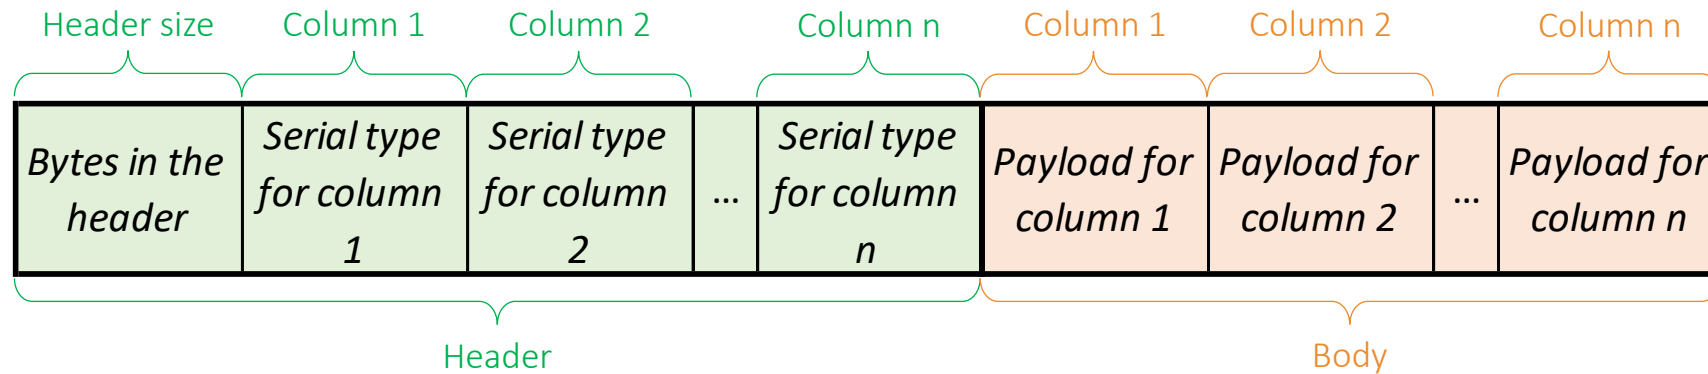 Header size Column 1 Column 2 Column n Column 1 Column 2 Column n
Bytes in the
header
Serial type
for column
1
Serial type
for column
2
...
Serial type
for column
n
Payload for
column 1
Payload for
column 2
...
Payload for
column n
Header Body